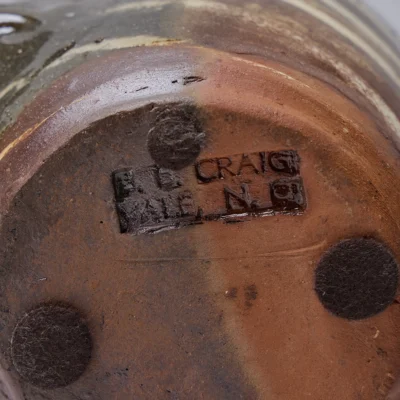 B. B. CRAIG
VALE, N. C.